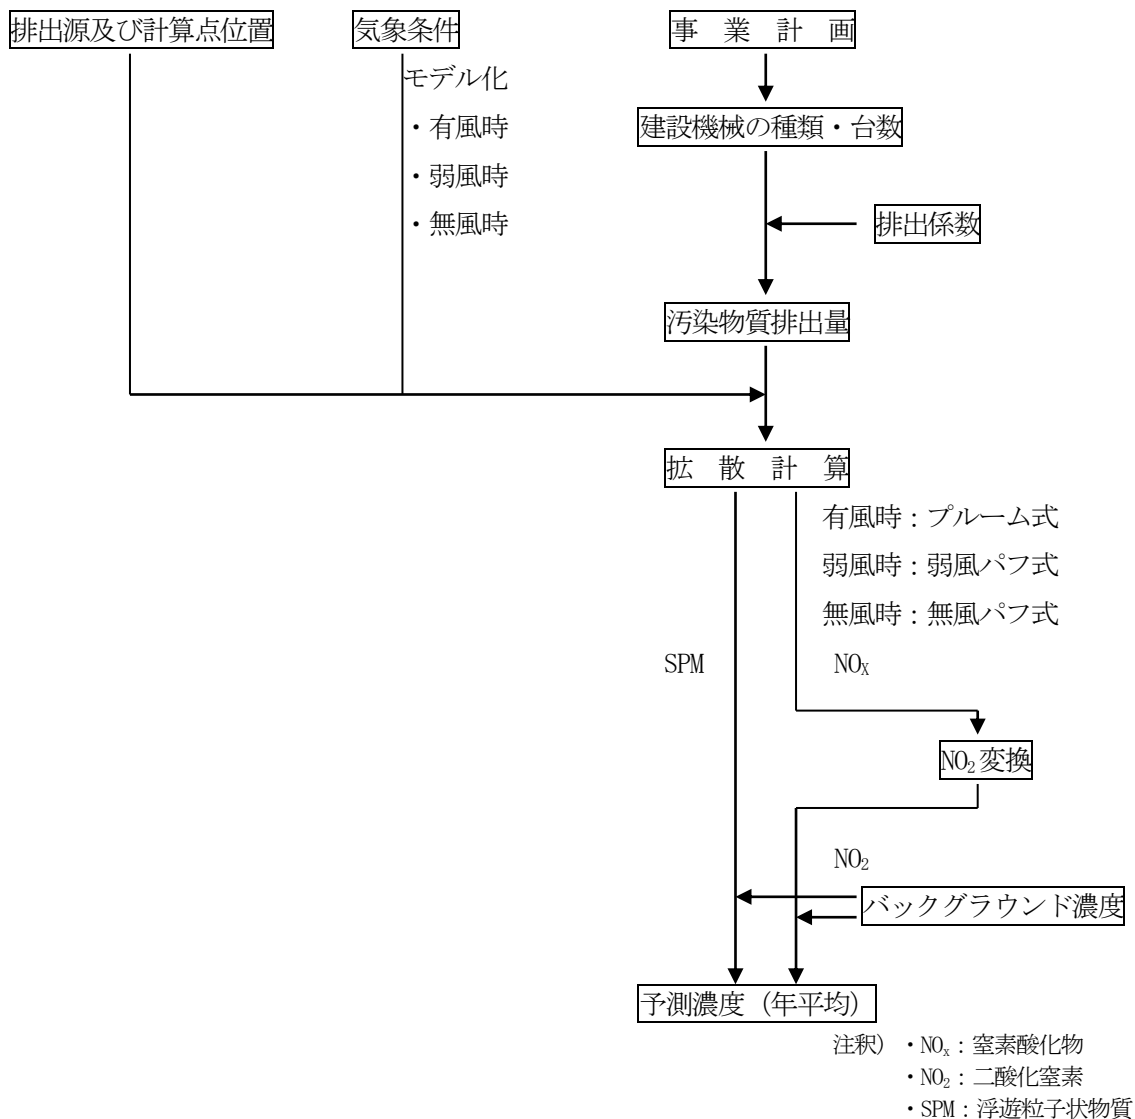 排出源及び計算点位置
気象条件
事　業　計　画
モデル化
・有風時
・弱風時
・無風時
建設機械の種類・台数
排出係数
汚染物質排出量
拡　散　計　算
有風時：プルーム式
弱風時：弱風パフ式
無風時：無風パフ式
SPM
NOX
NO2変換
NO2
バックグラウンド濃度
予測濃度（年平均）
注釈）・NOx：窒素酸化物
・NO2：二酸化窒素
・SPM：浮遊粒子状物質